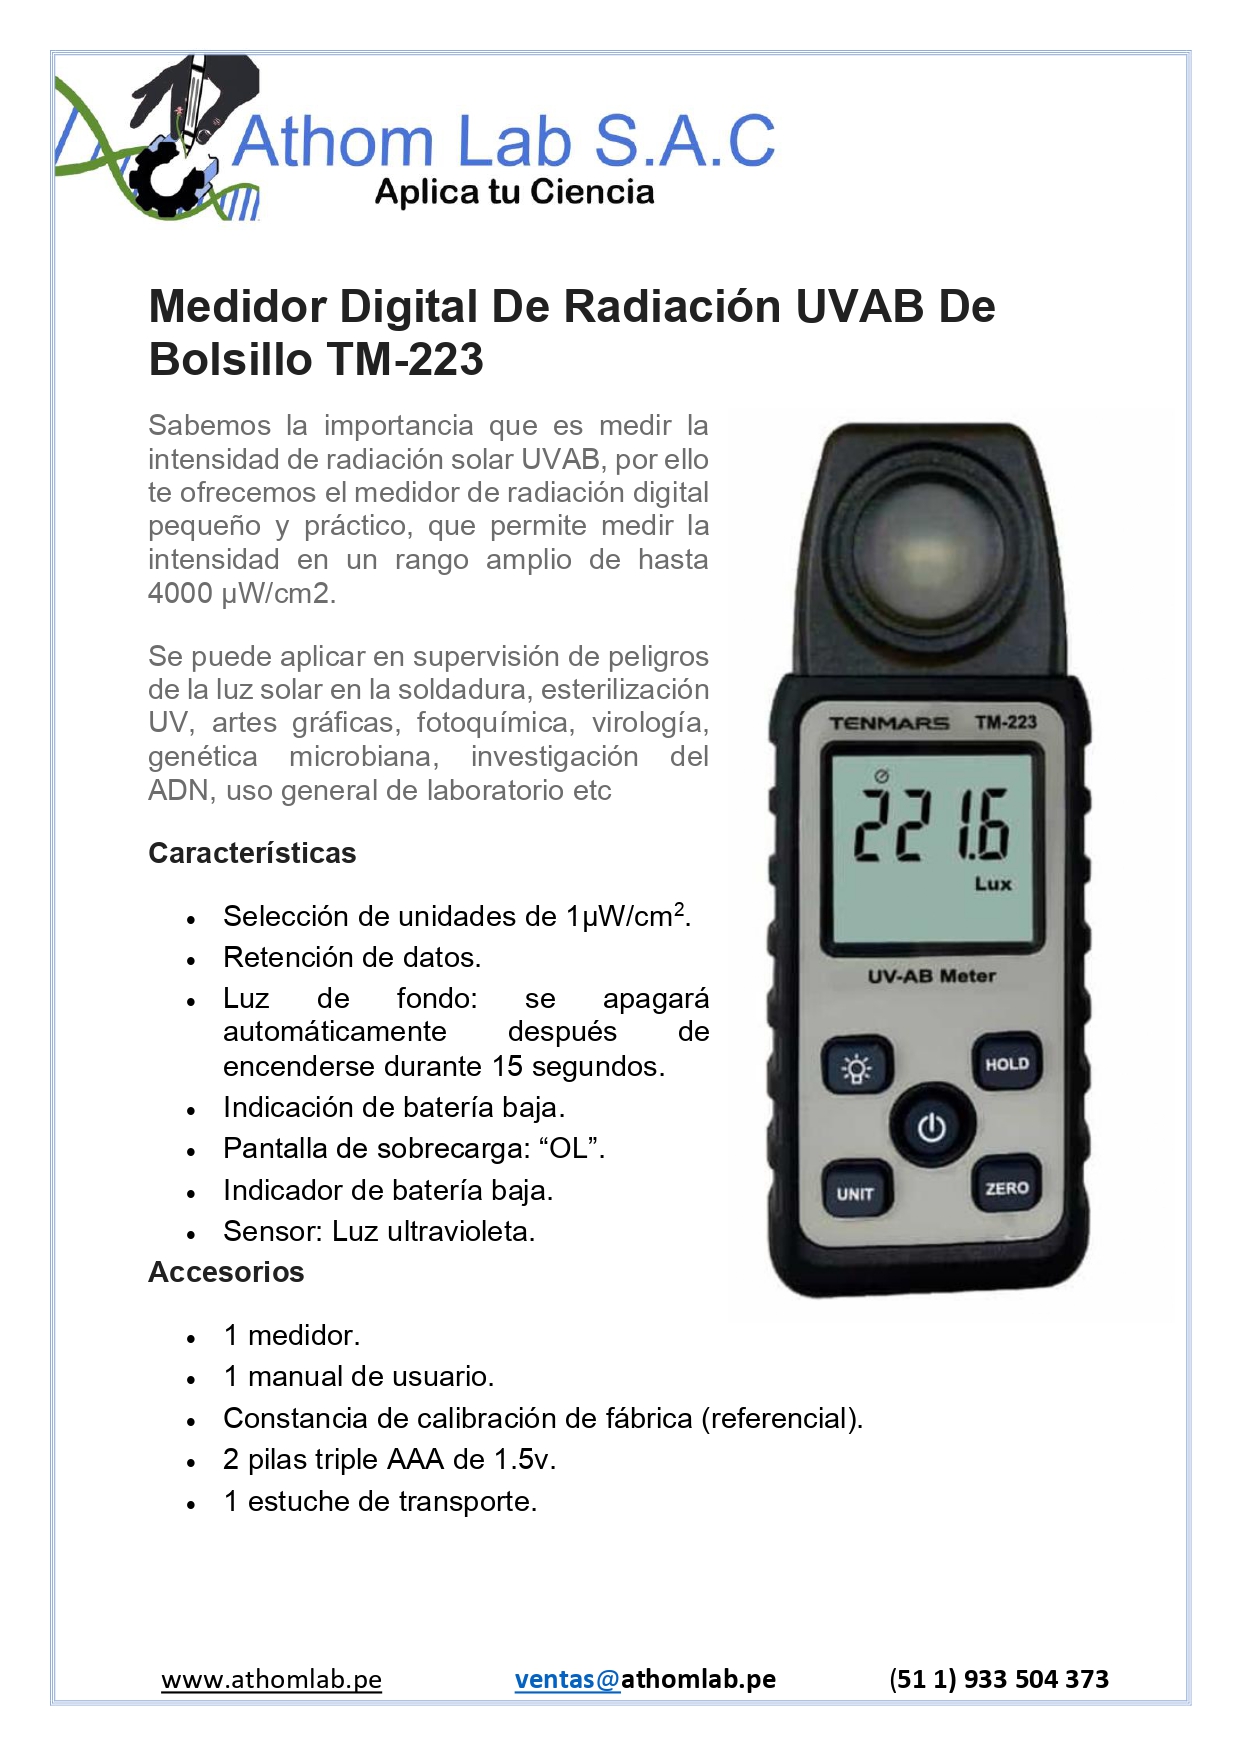 Athom Lab S.A.C
Aplica tu Ciencia
Medidor Digital De Radiación UVAB De
Bolsillo TM-223
Sabemos la importancia que es medir la
intensidad de radiación solar UVAB, por ello
te ofrecemos el medidor de radiación digital
pequeño y práctico, que permite medir la
intensidad en un rango amplio de hasta
4000 μW/cm2.
Se puede aplicar en supervisión de peligros
de la luz solar en la soldadura, esterilización
UV, artes gráficas, fotoquímica, virología,
genética microbiana, investigación del
ADN, uso general de laboratorio etc
Características
• Selección de unidades de 1μW/cm².
• Retención de datos.
• Luz de fondo: se apagará
automáticamente después de
encenderse durante 15 segundos.
• Indicación de batería baja.
• Pantalla de sobrecarga: “OL”.
• Indicador de batería baja.
• Sensor: Luz ultravioleta.
Accesorios
• 1 medidor.
• 1 manual de usuario.
• Constancia de calibración de fábrica (referencial).
• 2 pilas triple AAA de 1.5v.
• 1 estuche de transporte.
TENMARS TM-223
221.6
Lux
UV-AB Meter
HOLD
UNIT
ZERO
www.athomlab.pe ventas@athomlab.pe (51 1) 933 504 373